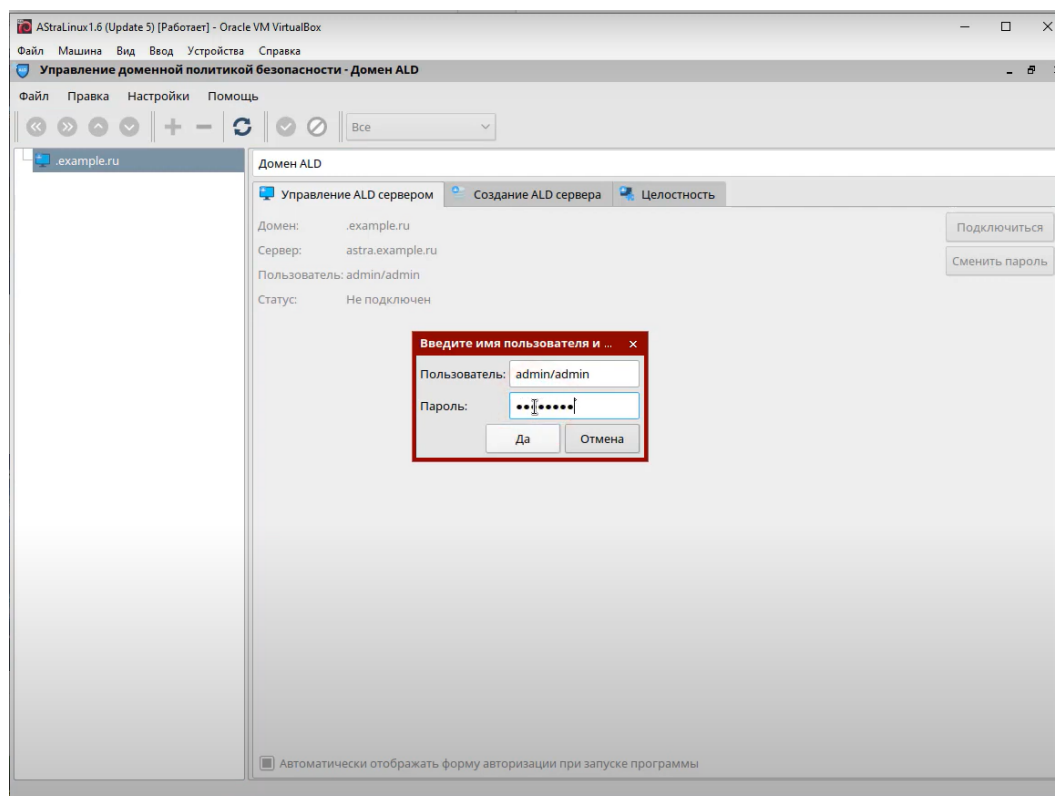 AStraLinux1.6 (Update 5) [Работает] - Oracle VM VirtualBox
Файл Машина Вид Ввод Устройства Справка
Управление доменной политикой безопасности - Домен ALD
Файл Правка Настройки Помощь
Все
.example.ru
Домен ALD
Управление ALD сервером Создание ALD сервера Целостность
Домен: .example.ru
Подключиться
Сервер: astra.example.ru
Сменить пароль
Пользователь: admin/admin
Статус: Не подключен
Введите имя пользователя и ...
Пользователь: admin/admin
Пароль:
Да Отмена
Автоматически отображать форму авторизации при запуске программы